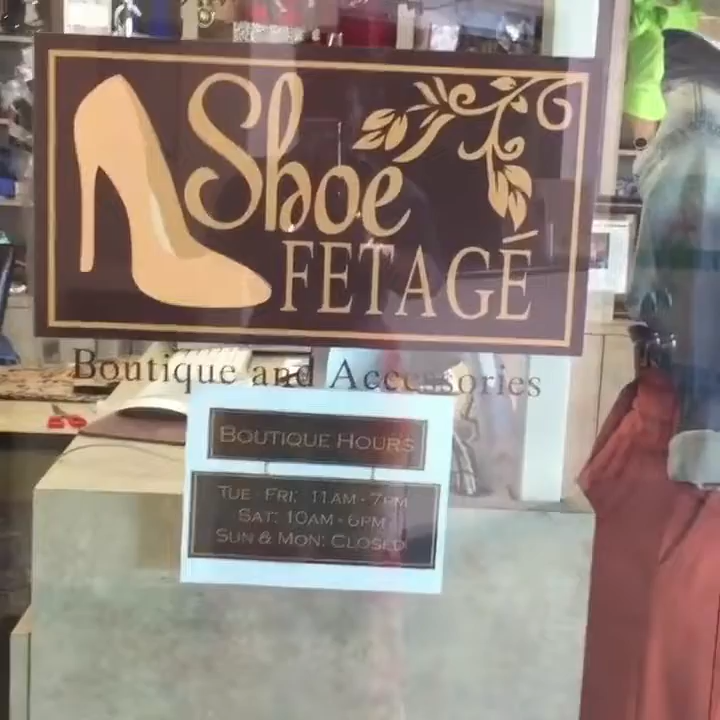 Shoe
FETAGÉ
Boutique and Accessories
BOUTIQUE HOURS
TUE - FRI: 11AM - 7PM
SAT: 10AM - 6PM
SUN & MON: CLOSED